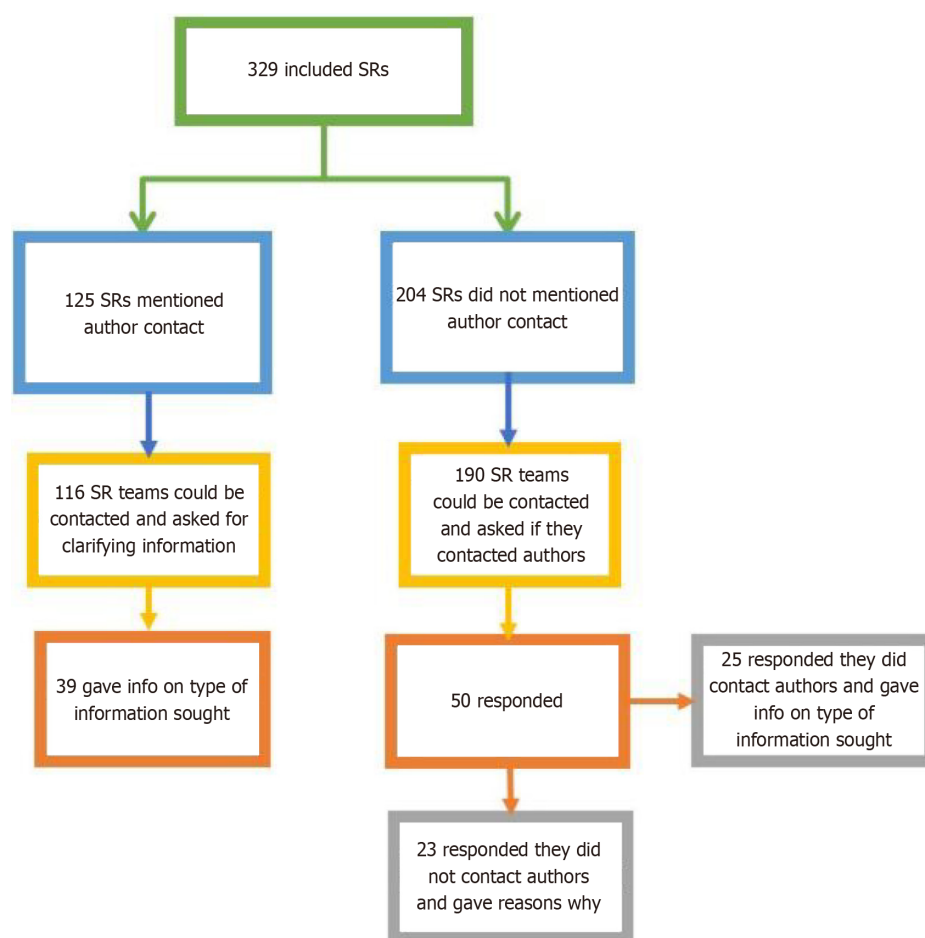 329 included SRs
125 SRs mentioned
author contact
204 SRs did not mentioned
author contact
116 SR teams could be
contacted and asked for
clarifying information
190 SR teams
could be contacted
and asked if they
contacted authors
39 gave info on type of
information sought
50 responded
25 responded they did
contact authors and gave
info on type of
information sought
23 responded they did
not contact authors
and gave reasons why